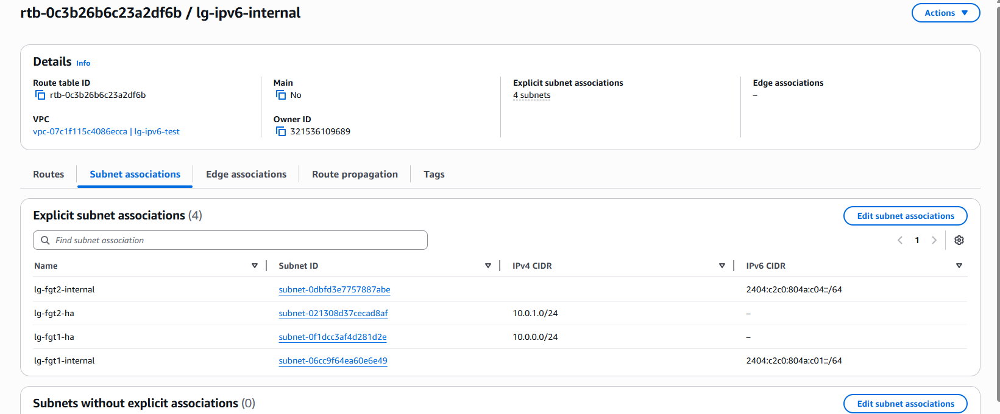 rtb-0c3b26b6c23a2df6b / lg-ipv6-internal
Actions
Details Info
Route table ID
rtb-0c3b26b6c23a2df6b
Main
No
Explicit subnet associations
4 subnets
Edge associations
–
VPC
vpc-07c1f115c4086ecca | lg-ipv6-test
Owner ID
321536109689
Routes Subnet associations Edge associations Route propagation Tags
Explicit subnet associations (4)
Edit subnet associations
Find subnet association
1
Name Subnet ID IPv4 CIDR IPv6 CIDR
lg-fgt2-internal subnet-0dbfd3e7757887abe 2404:c2c0:804a:c04::/64
lg-fgt2-ha subnet-021308d37cecad8af 10.0.1.0/24 –
lg-fgt1-ha subnet-0f1dcc3af4d281d2e 10.0.0.0/24 –
lg-fgt1-internal subnet-06cc9f64ea60e6e49 2404:c2c0:804a:c01::/64
Subnets without explicit associations (0)
Edit subnet associations